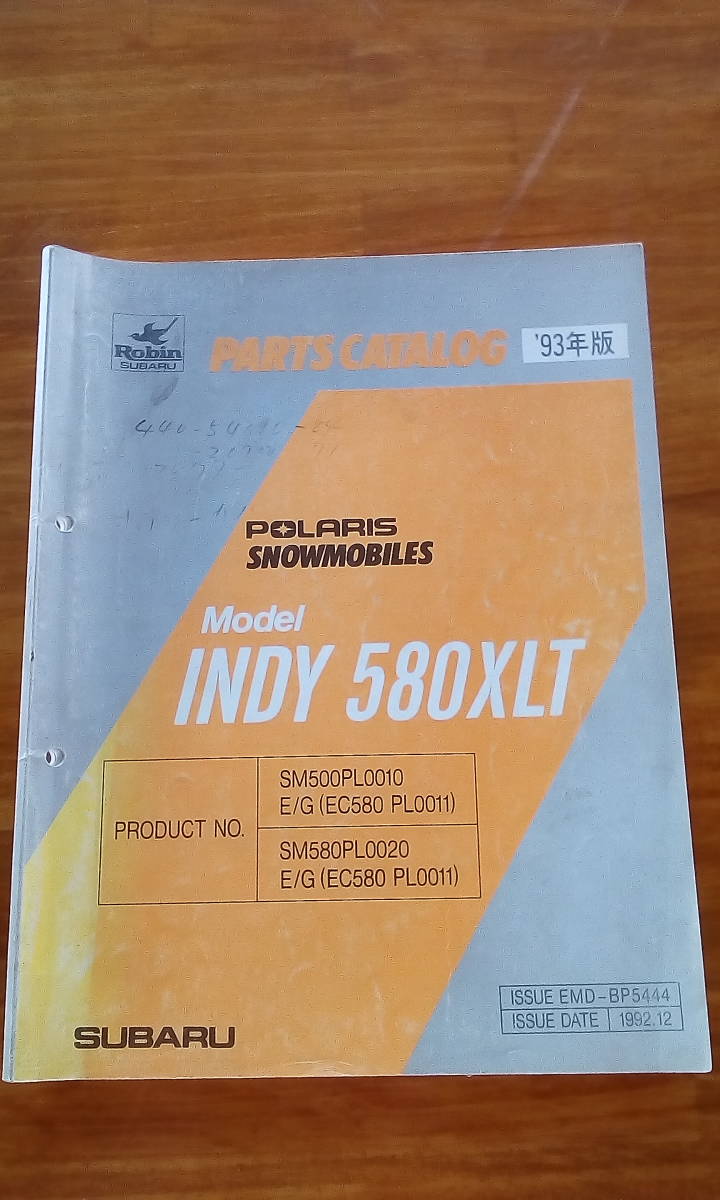 Robin
SUBARU
PARTS CATALOG
'93年版
POLARIS
SNOWMOBILES
Model
INDY 580XLT
PRODUCT NO.
SM500PL0010
E/G (EC580 PL0011)
SM580PL0020
E/G (EC580 PL0011)
ISSUE EMD-BP5444
ISSUE DATE 1992.12
SUBARU